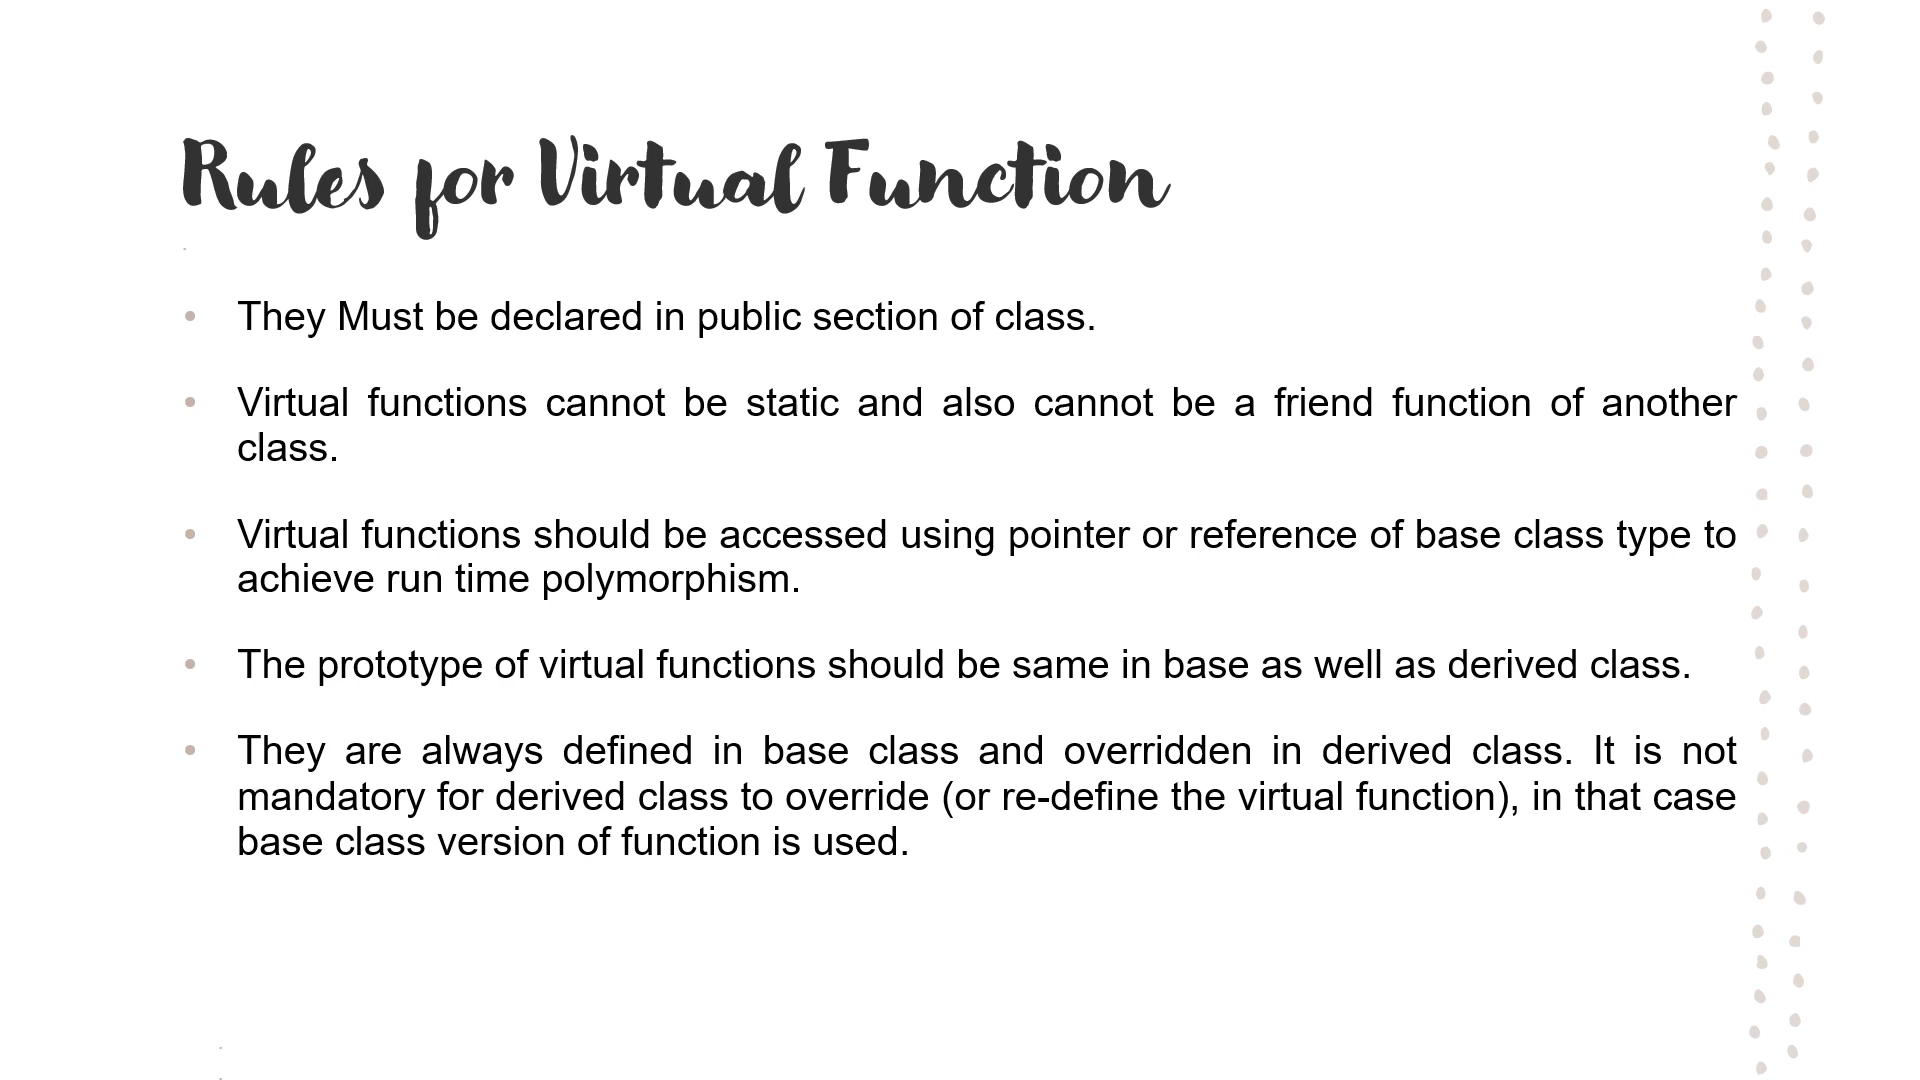 Rules for Virtual Function
• They Must be declared in public section of class.
• Virtual functions cannot be static and also cannot be a friend function of another
class.
• Virtual functions should be accessed using pointer or reference of base class type to
achieve run time polymorphism.
• The prototype of virtual functions should be same in base as well as derived class.
• They are always defined in base class and overridden in derived class. It is not
mandatory for derived class to override (or re-define the virtual function), in that case
base class version of function is used.